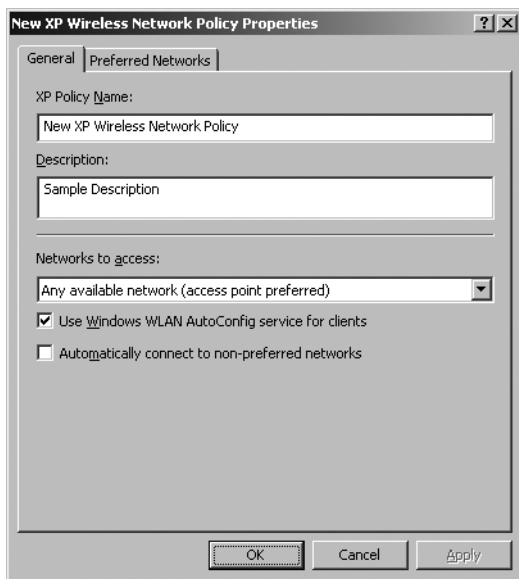 New XP Wireless Network Policy Properties
General Preferred Networks
XP Policy Name:
New XP Wireless Network Policy
Description:
Sample Description
Networks to access:
Any available network (access point preferred)
Use Windows WLAN AutoConfig service for clients
Automatically connect to non-preferred networks
OK Cancel Apply